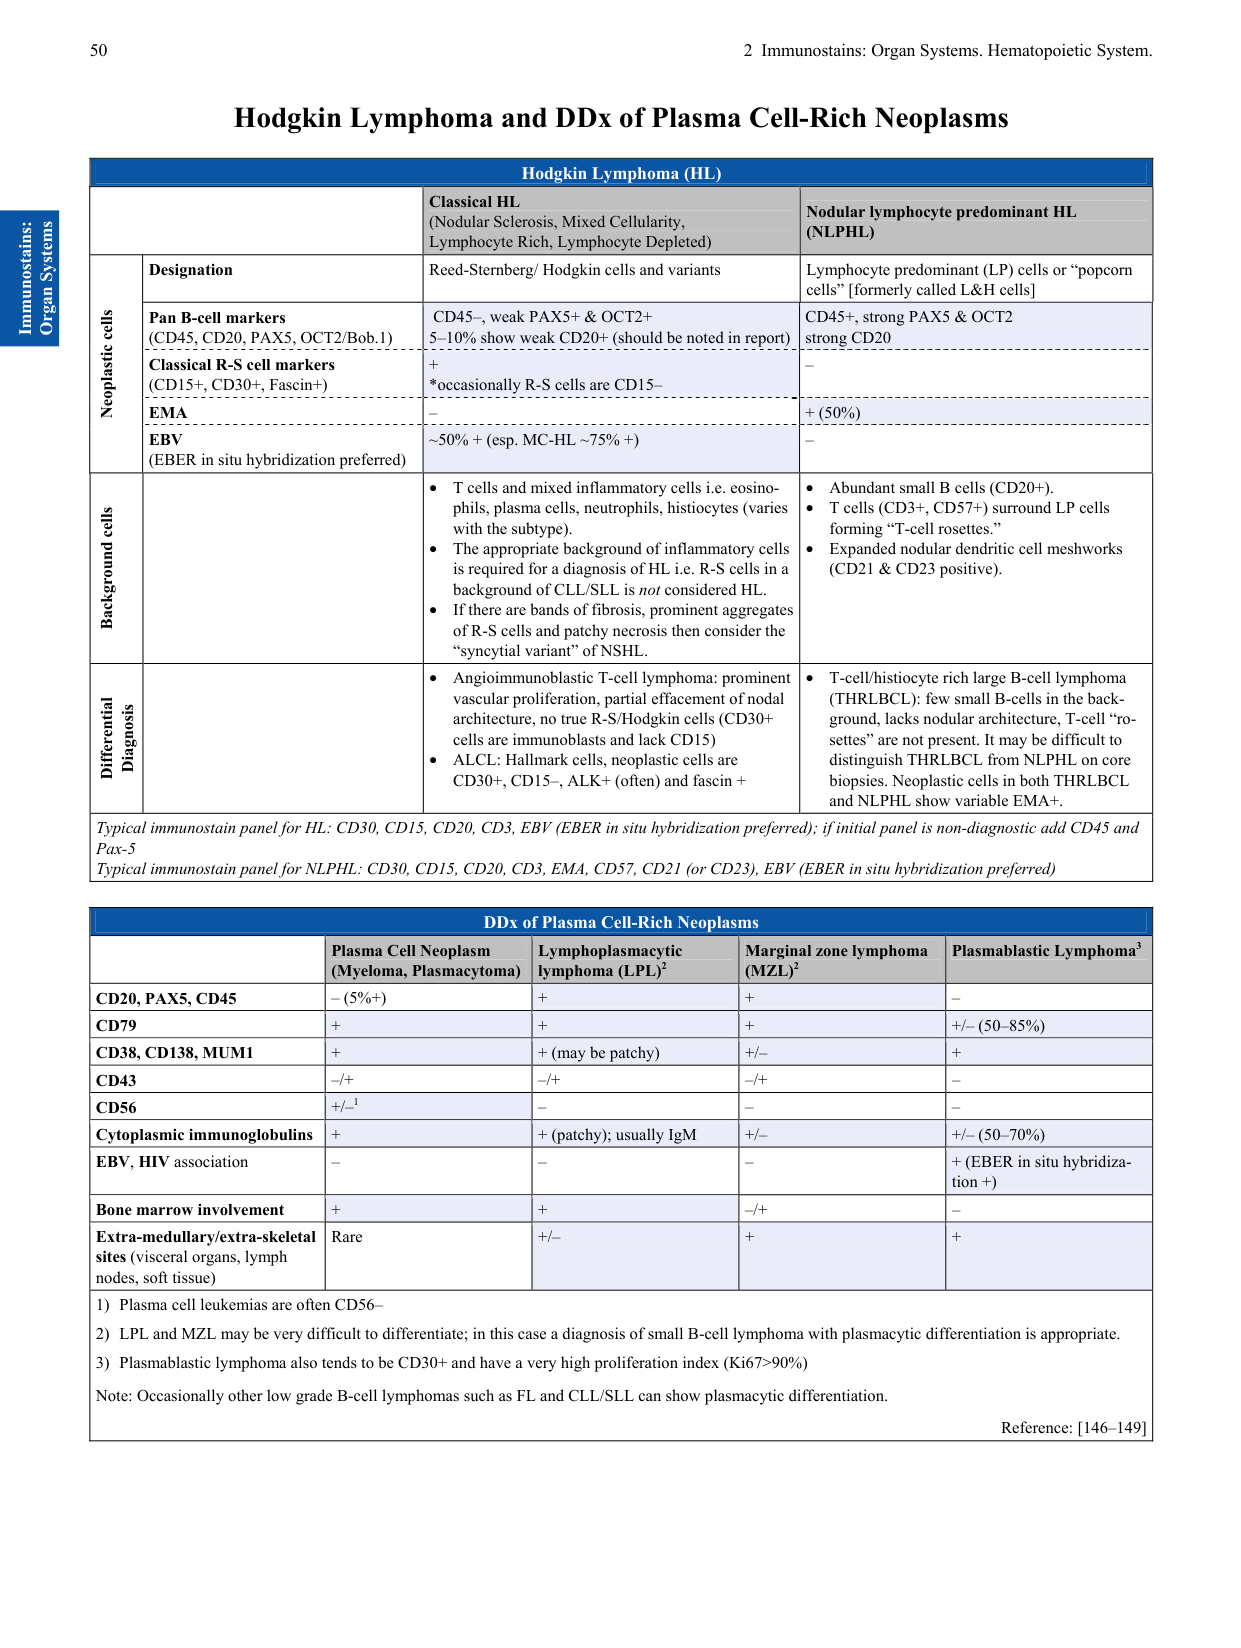 50
2 Immunostains: Organ Systems. Hematopoietic System.
Immunostains:
Organ Systems
Hodgkin Lymphoma and DDx of Plasma Cell-Rich Neoplasms
Hodgkin Lymphoma (HL)
Classical HL
(Nodular Sclerosis, Mixed Cellularity,
Lymphocyte Rich, Lymphocyte Depleted)
Nodular lymphocyte predominant HL
(NLPHL)
Neoplastic cells
Designation
Reed-Sternberg/ Hodgkin cells and variants
Lymphocyte predominant (LP) cells or “popcorn
cells” [formerly called L&H cells]
Pan B-cell markers
(CD45, CD20, PAX5, OCT2/Bob.1)
CD45–, weak PAX5+ & OCT2+
5–10% show weak CD20+ (should be noted in report)
CD45+, strong PAX5 & OCT2
strong CD20
Classical R-S cell markers
(CD15+, CD30+, Fascin+)
+
*occasionally R-S cells are CD15–
–
EMA
–
+ (50%)
EBV
(EBER in situ hybridization preferred)
~50% + (esp. MC-HL ~75% +)
–
Background cells
• T cells and mixed inflammatory cells i.e. eosino-
phils, plasma cells, neutrophils, histiocytes (varies
with the subtype).
• The appropriate background of inflammatory cells
is required for a diagnosis of HL i.e. R-S cells in a
background of CLL/SLL is not considered HL.
• If there are bands of fibrosis, prominent aggregates
of R-S cells and patchy necrosis then consider the
“syncytial variant” of NSHL.
• Abundant small B cells (CD20+).
• T cells (CD3+, CD57+) surround LP cells
forming “T-cell rosettes.”
• Expanded nodular dendritic cell meshworks
(CD21 & CD23 positive).
Differential
Diagnosis
• Angioimmunoblastic T-cell lymphoma: prominent
vascular proliferation, partial effacement of nodal
architecture, no true R-S/Hodgkin cells (CD30+
cells are immunoblasts and lack CD15)
• ALCL: Hallmark cells, neoplastic cells are
CD30+, CD15–, ALK+ (often) and fascin +
• T-cell/histiocyte rich large B-cell lymphoma
(THRLBCL): few small B-cells in the back-
ground, lacks nodular architecture, T-cell “ro-
settes” are not present. It may be difficult to
distinguish THRLBCL from NLPHL on core
biopsies. Neoplastic cells in both THRLBCL
and NLPHL show variable EMA+.
Typical immunostain panel for HL: CD30, CD15, CD20, CD3, EBV (EBER in situ hybridization preferred); if initial panel is non-diagnostic add CD45 and
Pax-5
Typical immunostain panel for NLPHL: CD30, CD15, CD20, CD3, EMA, CD57, CD21 (or CD23), EBV (EBER in situ hybridization preferred)
DDx of Plasma Cell-Rich Neoplasms
Plasma Cell Neoplasm
(Myeloma, Plasmacytoma)
Lymphoplasmacytic
lymphoma (LPL)2
Marginal zone lymphoma
(MZL)2
Plasmablastic Lymphoma3
CD20, PAX5, CD45
– (5%+)
+
+
–
CD79
+
+
+
+/– (50–85%)
CD38, CD138, MUM1
+
+ (may be patchy)
+/–
+
CD43
–/+
–/+
–/+
–
CD56
+/–1
–
–
–
Cytoplasmic immunoglobulins
+
+ (patchy); usually IgM
+/–
+/– (50–70%)
EBV, HIV association
–
–
–
+ (EBER in situ hybridiza-
tion +)
Bone marrow involvement
+
+
–/+
–
Extra-medullary/extra-skeletal
sites (visceral organs, lymph
nodes, soft tissue)
Rare
+/–
+
+
1) Plasma cell leukemias are often CD56–
2) LPL and MZL may be very difficult to differentiate; in this case a diagnosis of small B-cell lymphoma with plasmacytic differentiation is appropriate.
3) Plasmablastic lymphoma also tends to be CD30+ and have a very high proliferation index (Ki67>90%)
Note: Occasionally other low grade B-cell lymphomas such as FL and CLL/SLL can show plasmacytic differentiation.
Reference: [146–149]